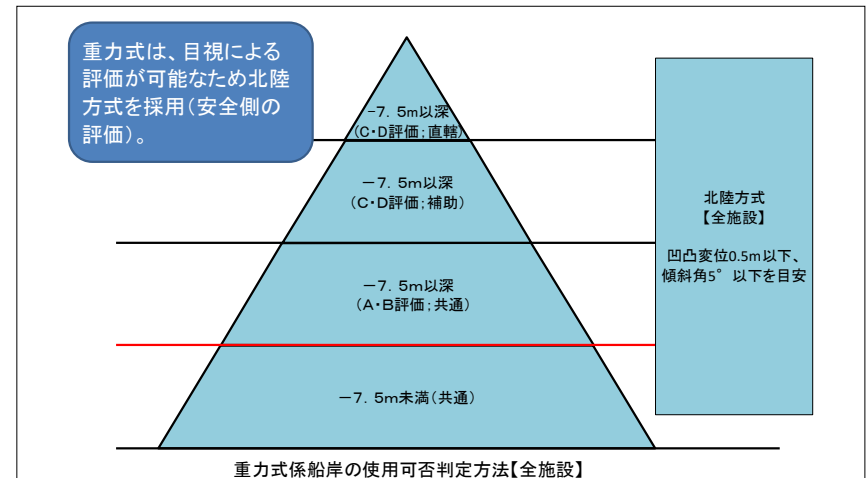 重力式は、目視による
評価が可能なため北陸
方式を採用(安全側の
評価)。
-7.5m以深
(C・D評価;直轄)
-7.5m以深
(C・D評価;補助)
-7.5m以深
(A・B評価;共通)
-7.5m未満(共通)
北陸方式
【全施設】
凹凸変位0.5m以下、
傾斜角5°以下を目安
重力式係船岸の使用可否判定方法【全施設】